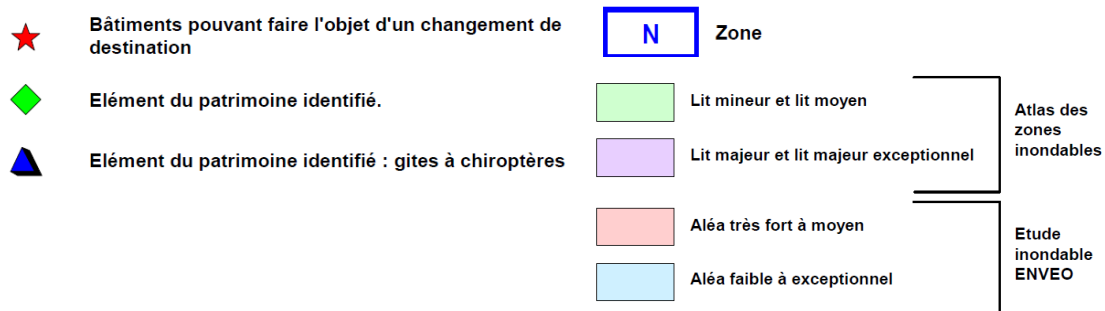 Bâtiments pouvant faire l'objet d'un changement de
destination
Elément du patrimoine identifié.
Elément du patrimoine identifié : gites à chiroptères
N
Zone
Lit mineur et lit moyen
Lit majeur et lit majeur exceptionnel
Atlas des
zones
inondables
Aléa très fort à moyen
Aléa faible à exceptionnel
Etude
inondable
ENVEO